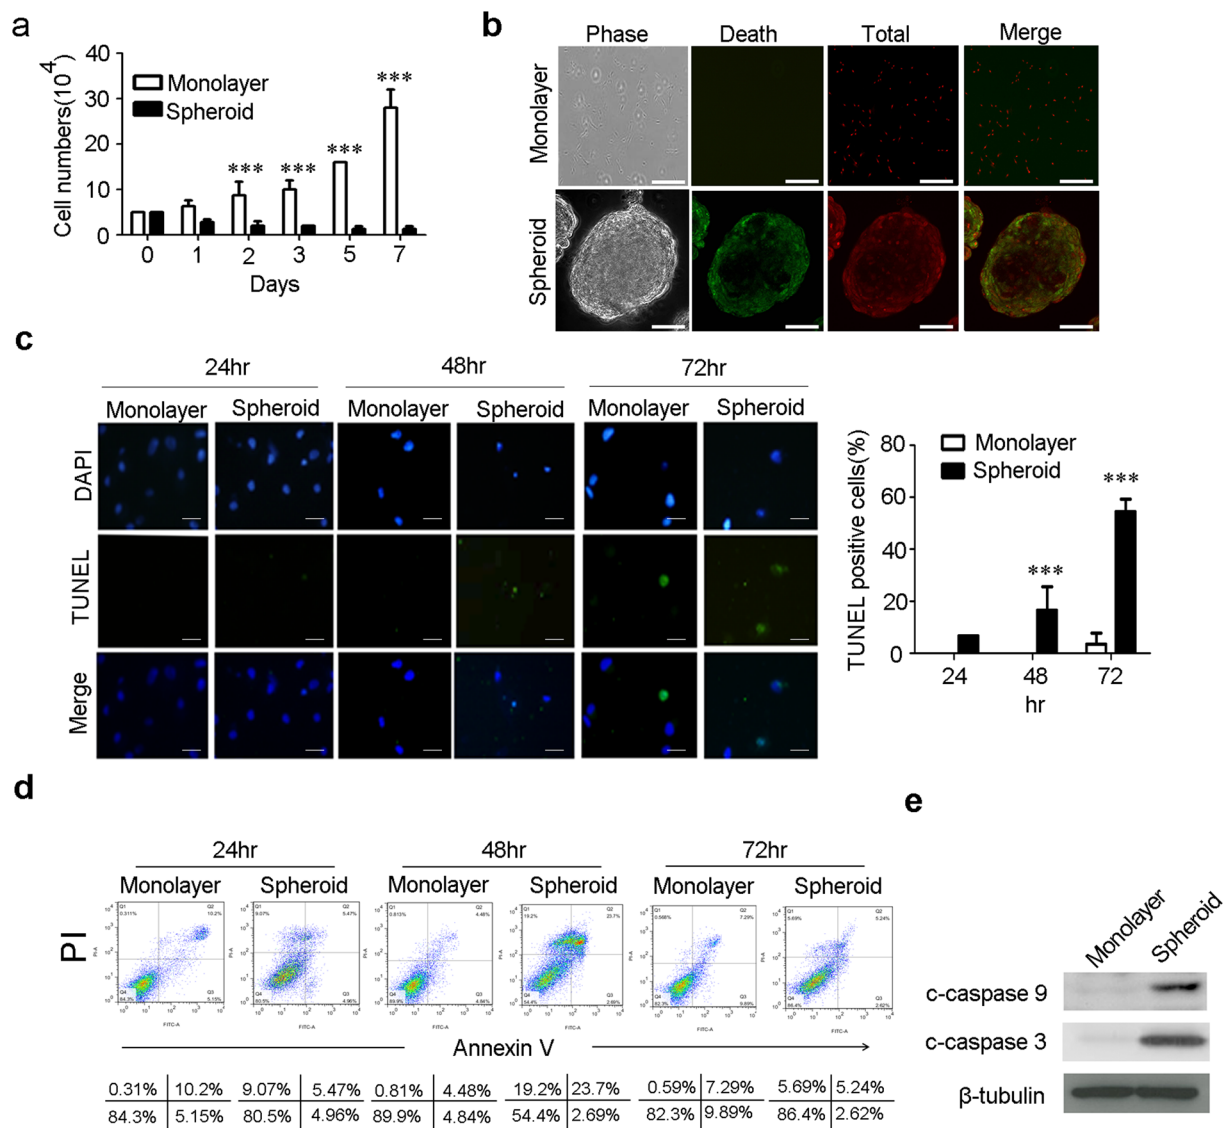 a
Cell numbers(10⁴)
40
30
20
10
0
Monolayer
Spheroid
***
***
***
***
0 1 2 3 5 7
Days
b
Phase Death Total Merge
Monolayer
Spheroid
c
24hr 48hr 72hr
Monolayer Spheroid Monolayer Spheroid Monolayer Spheroid
DAPI
TUNEL
Merge
TUNEL positive cells(%)
80
60
40
20
0
Monolayer
Spheroid
***
***
24 48 72
hr
d
24hr 48hr 72hr
Monolayer Spheroid Monolayer Spheroid Monolayer Spheroid
PI
Annexin V
0.31% 10.2% 9.07% 5.47% 0.81% 4.48% 19.2% 23.7% 0.59% 7.29% 5.69% 5.24%
84.3% 5.15% 80.5% 4.96% 89.9% 4.84% 54.4% 2.69% 82.3% 9.89% 86.4% 2.62%
e
Monolayer Spheroid
c-caspase 9
c-caspase 3
β-tubulin